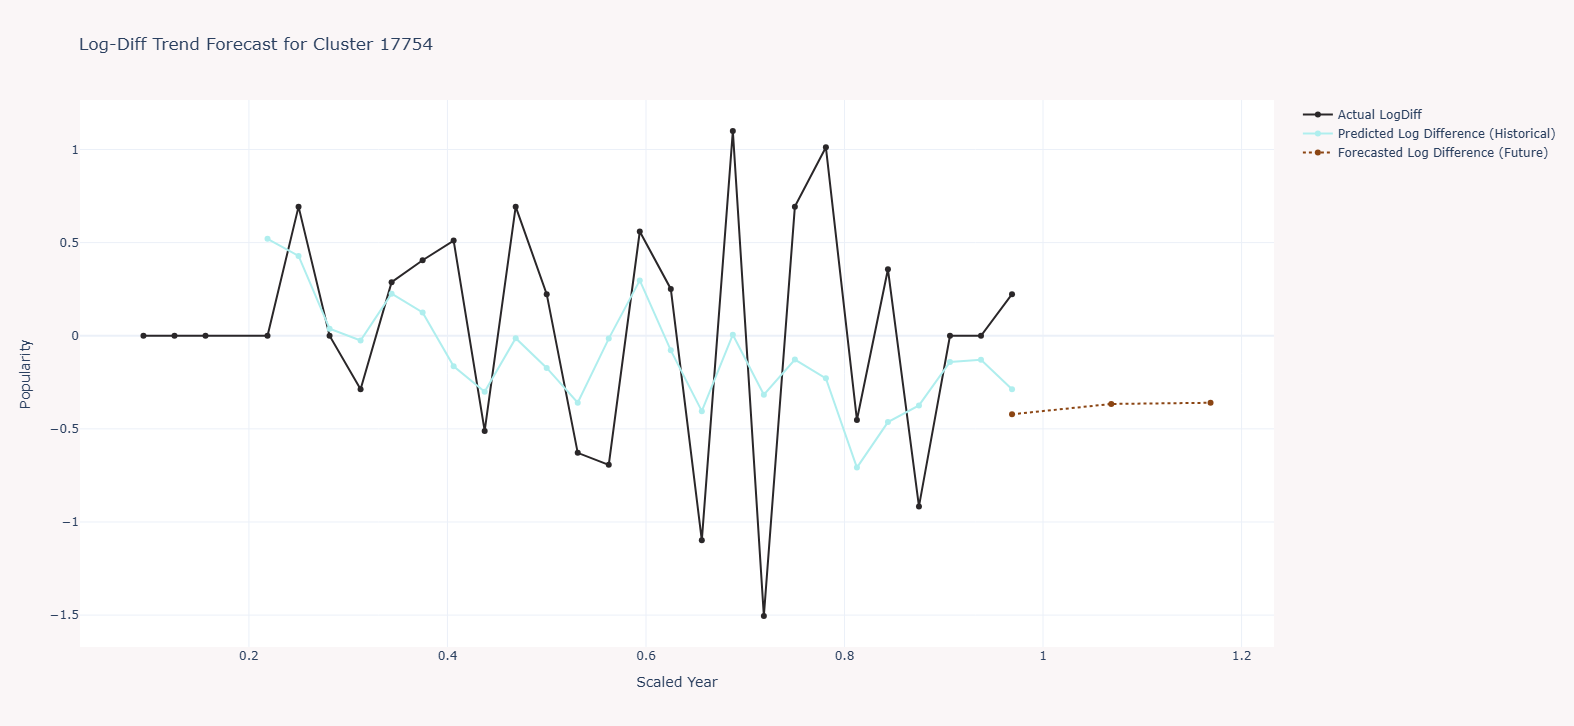 Log-Diff Trend Forecast for Cluster 17754
Actual LogDiff
Predicted Log Difference (Historical)
Forecasted Log Difference (Future)
Popularity
1
0.5
0
−0.5
−1
−1.5
0.2
0.4
0.6
0.8
1
1.2
Scaled Year